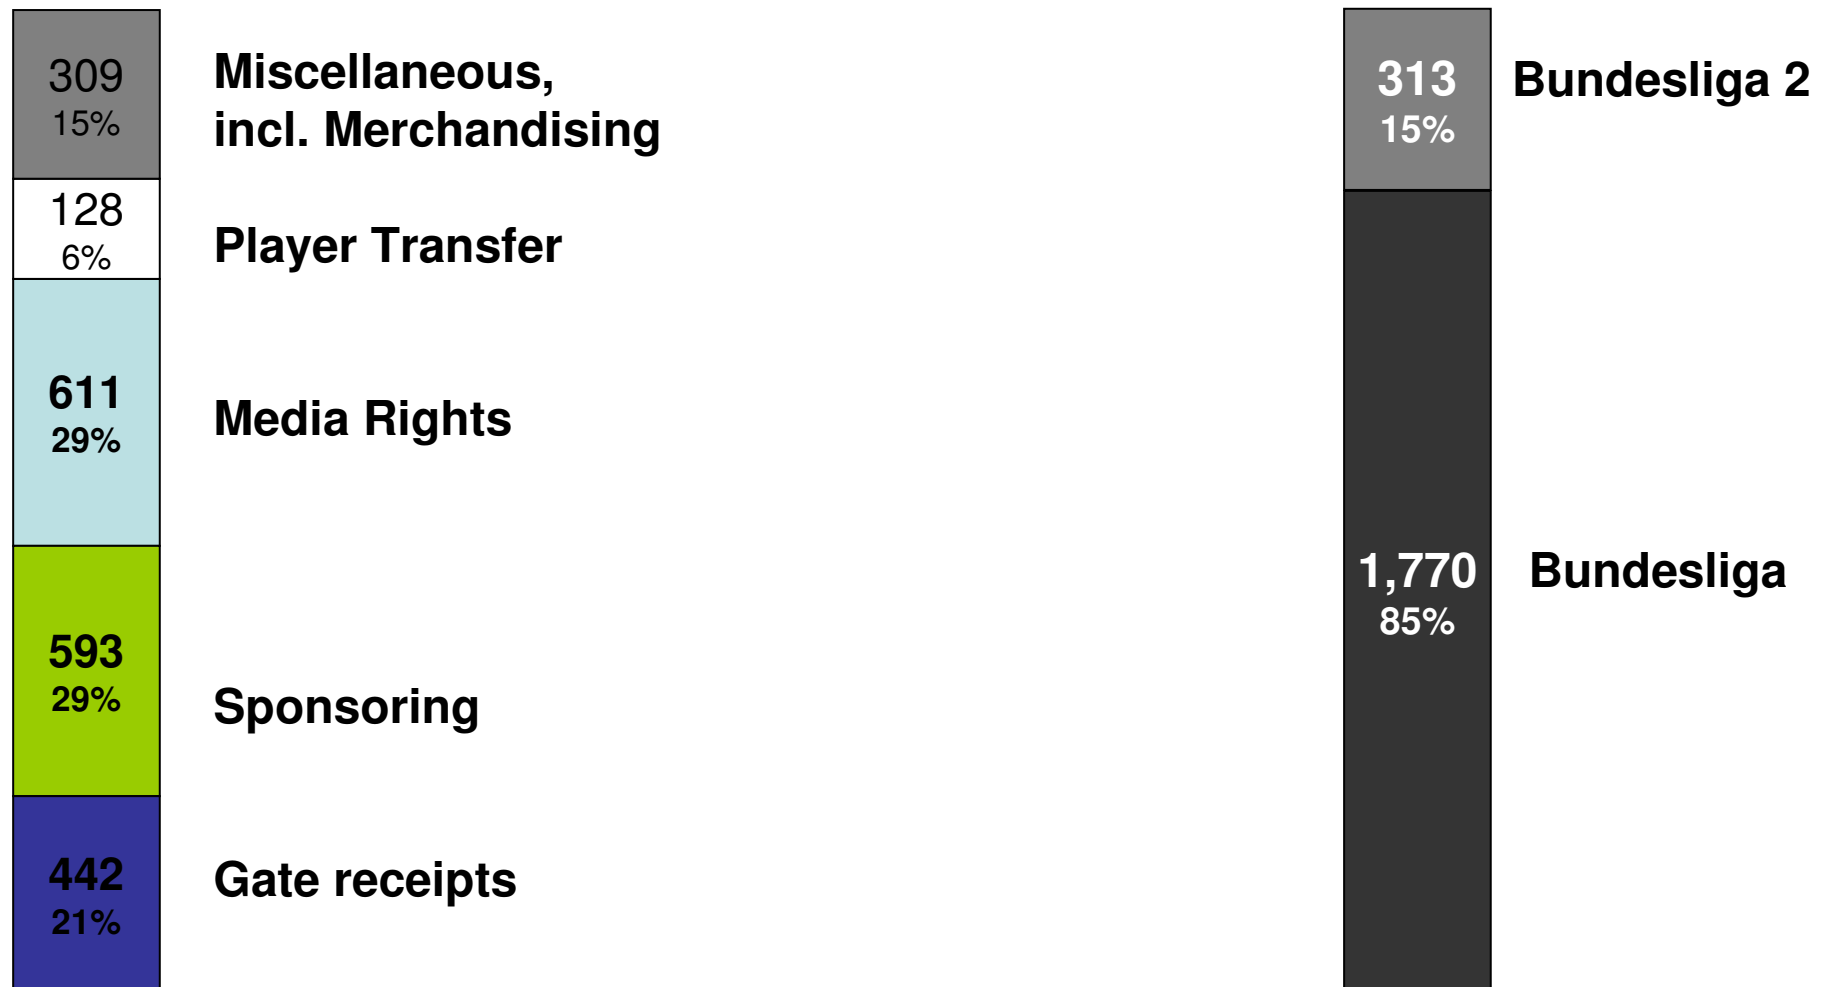 309
15%
Miscellaneous,
incl. Merchandising
128
6%
Player Transfer
611
29%
Media Rights
593
29%
Sponsoring
442
21%
Gate receipts
313
15%
Bundesliga 2
1,770
85%
Bundesliga